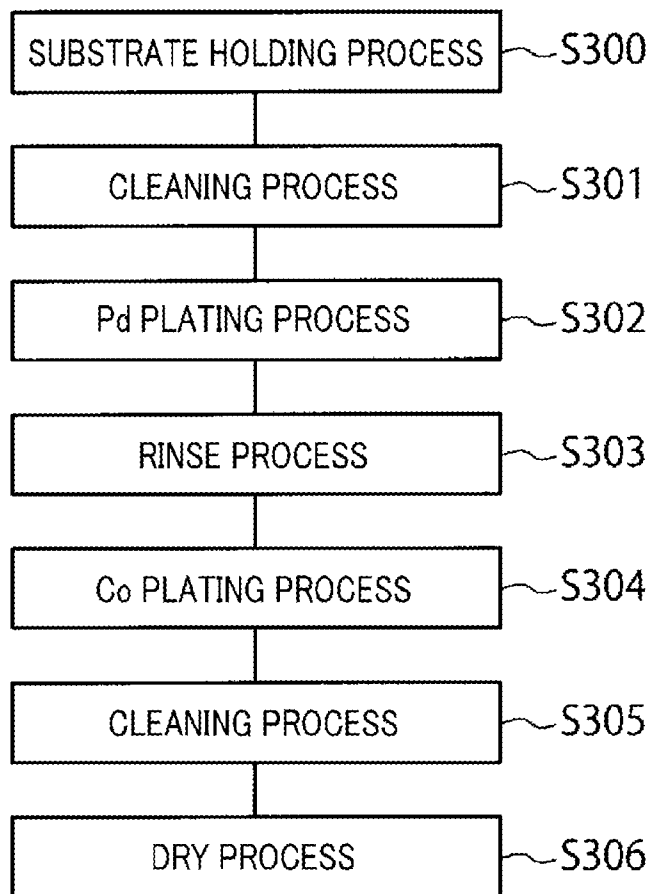 SUBSTRATE HOLDING PROCESS S300
CLEANING PROCESS S301
Pd PLATING PROCESS S302
RINSE PROCESS S303
Co PLATING PROCESS S304
CLEANING PROCESS S305
DRY PROCESS S306